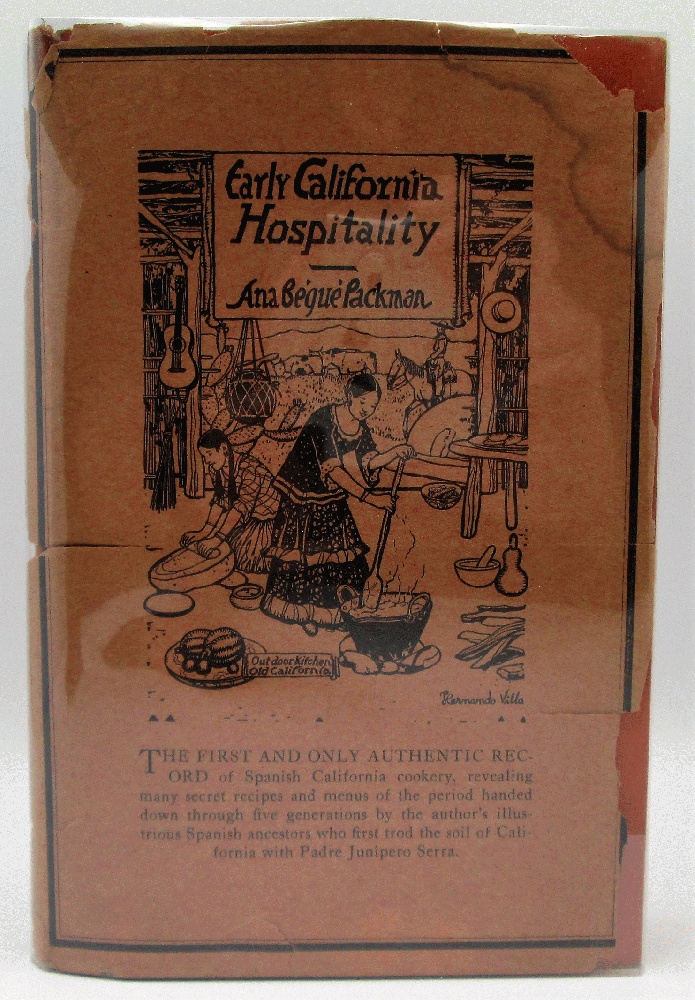 Early California
Hospitality
Ana Bégué Packman
Outdoor Kitchen
Old California
Hernando Villa
THE FIRST AND ONLY AUTHENTIC REC-
ORD of Spanish California cookery, revealing
many secret recipes and menus of the period handed
down through five generations by the author's illus-
trious Spanish ancestors who first trod the soil of Cali-
fornia with Padre Junipero Serra.